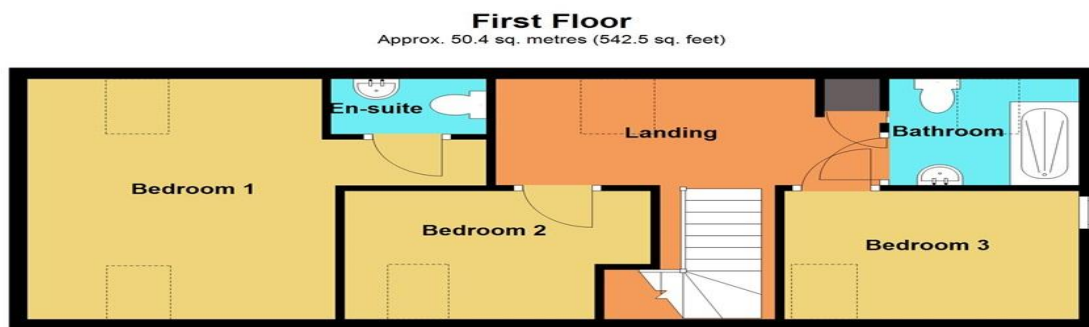 First Floor
Approx. 50.4 sq. metres (542.5 sq. feet)
En-suite
Landing
Bathroom
Bedroom 1
Bedroom 2
Bedroom 3